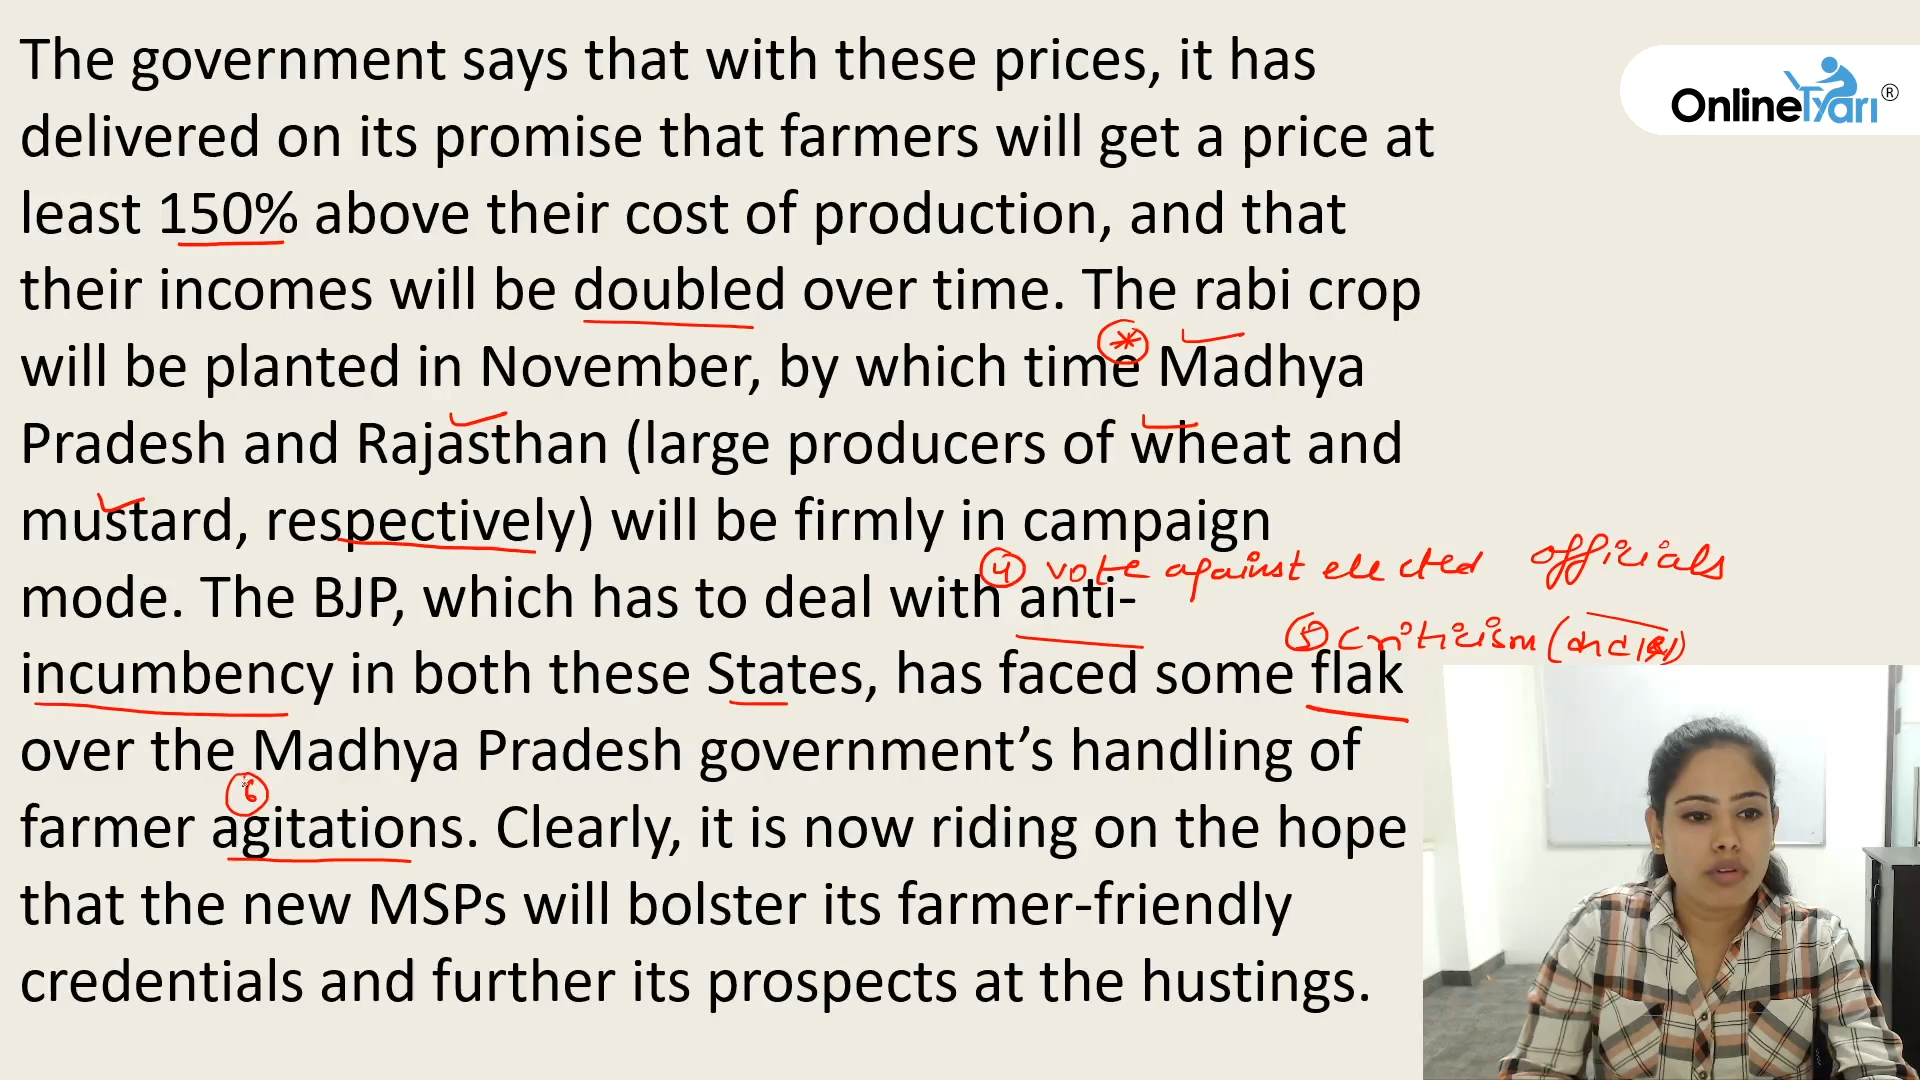 The government says that with these prices, it has
delivered on its promise that farmers will get a price at
least 150% above their cost of production, and that
their incomes will be doubled over time. The rabi crop
will be planted in November, by which time Madhya
Pradesh and Rajasthan (large producers of wheat and
mustard, respectively) will be firmly in campaign
④ vote against elected officials
mode. The BJP, which has to deal with anti-
⑤ criticism
incumbency in both these States, has faced some flak
over the Madhya Pradesh government’s handling of
⑥
farmer agitations. Clearly, it is now riding on the hope
that the new MSPs will bolster its farmer-friendly
credentials and further its prospects at the hustings.
OnlineTyari®